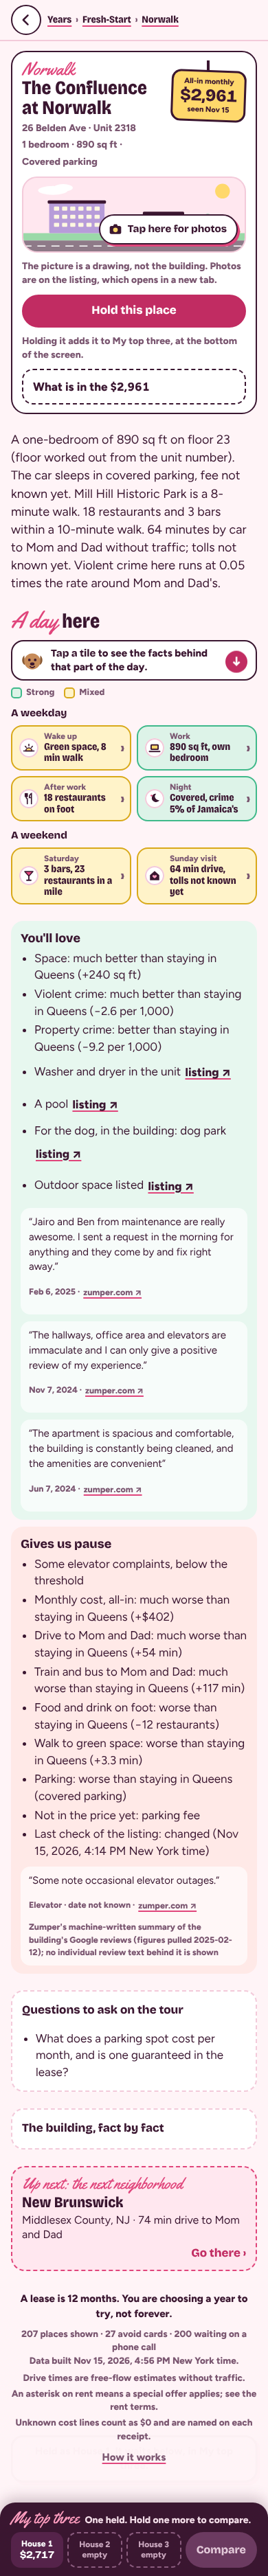 Years › Fresh-Start › Norwalk
Norwalk
The Confluence
at Norwalk
All-in monthly
$2,961
seen Nov 15
26 Belden Ave · Unit 2318
1 bedroom · 890 sq ft ·
Covered parking
Tap here for photos
The picture is a drawing, not the building. Photos
are on the listing, which opens in a new tab.
Hold this place
Holding it adds it to My top three, at the bottom
of the screen.
What is in the $2,961
A one-bedroom of 890 sq ft on floor 23
(floor worked out from the unit number).
The car sleeps in covered parking, fee not
known yet. Mill Hill Historic Park is a 8-
minute walk. 18 restaurants and 3 bars
within a 10-minute walk. 64 minutes by car
to Mom and Dad without traffic; tolls not
known yet. Violent crime here runs at 0.05
times the rate around Mom and Dad's.
A day here
Tap a tile to see the facts behind
that part of the day.
Strong Mixed
A weekday
Wake up
Green space, 8
min walk
Work
890 sq ft, own
bedroom
After work
18 restaurants
on foot
Night
Covered, crime
5% of Jamaica's
A weekend
Saturday
3 bars, 23
restaurants in a
mile
Sunday visit
64 min drive,
tolls not known
yet
You'll love
• Space: much better than staying in
Queens (+240 sq ft)
• Violent crime: much better than staying
in Queens (−2.6 per 1,000)
• Property crime: better than staying in
Queens (−9.2 per 1,000)
• Washer and dryer in the unit listing ↗
• A pool listing ↗
• For the dog, in the building: dog park
listing ↗
• Outdoor space listed listing ↗
"Jairo and Ben from maintenance are really
awesome. I sent a request in the morning for
anything and they come by and fix right
away."
Feb 6, 2025 · zumper.com ↗
"The hallways, office area and elevators are
immaculate and I can only give a positive
review of my experience."
Nov 7, 2024 · zumper.com ↗
"The apartment is spacious and comfortable,
the building is constantly being cleaned, and
the amenities are convenient"
Jun 7, 2024 · zumper.com ↗
Gives us pause
• Some elevator complaints, below the
threshold
• Monthly cost, all-in: much worse than
staying in Queens (+$402)
• Drive to Mom and Dad: much worse than
staying in Queens (+54 min)
• Train and bus to Mom and Dad: much
worse than staying in Queens (+117 min)
• Food and drink on foot: worse than
staying in Queens (−12 restaurants)
• Walk to green space: worse than staying
in Queens (+3.3 min)
• Parking: worse than staying in Queens
(covered parking)
• Not in the price yet: parking fee
• Last check of the listing: changed (Nov
15, 2026, 4:14 PM New York time)
"Some note occasional elevator outages."
Elevator · date not known · zumper.com ↗
Zumper's machine-written summary of the
building's Google reviews (figures pulled 2025-02-
12); no individual review text behind it is shown
Questions to ask on the tour
• What does a parking spot cost per
month, and is one guaranteed in the
lease?
The building, fact by fact
Up next: the next neighborhood
New Brunswick
Middlesex County, NJ · 74 min drive to Mom
and Dad
Go there ›
A lease is 12 months. You are choosing a year to
try, not forever.
207 places shown · 27 avoid cards · 200 waiting on a
phone call
Data built Nov 15, 2026, 4:56 PM New York time.
Drive times are free-flow estimates without traffic.
An asterisk on rent means a special offer applies; see the
rent terms.
Unknown cost lines count as $0 and are named on each
receipt.
How it works
My top three One held. Hold one more to compare.
House 1
$2,717
House 2
empty
House 3
empty
Compare